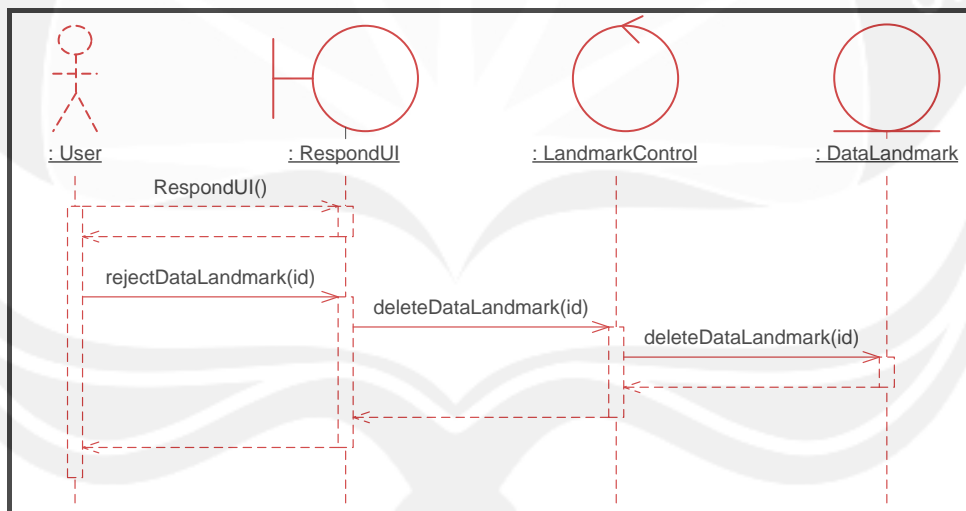 : User
: RespondUI
: LandmarkControl
: DataLandmark
RespondUI()
rejectDataLandmark(id)
deleteDataLandmark(id)
deleteDataLandmark(id)